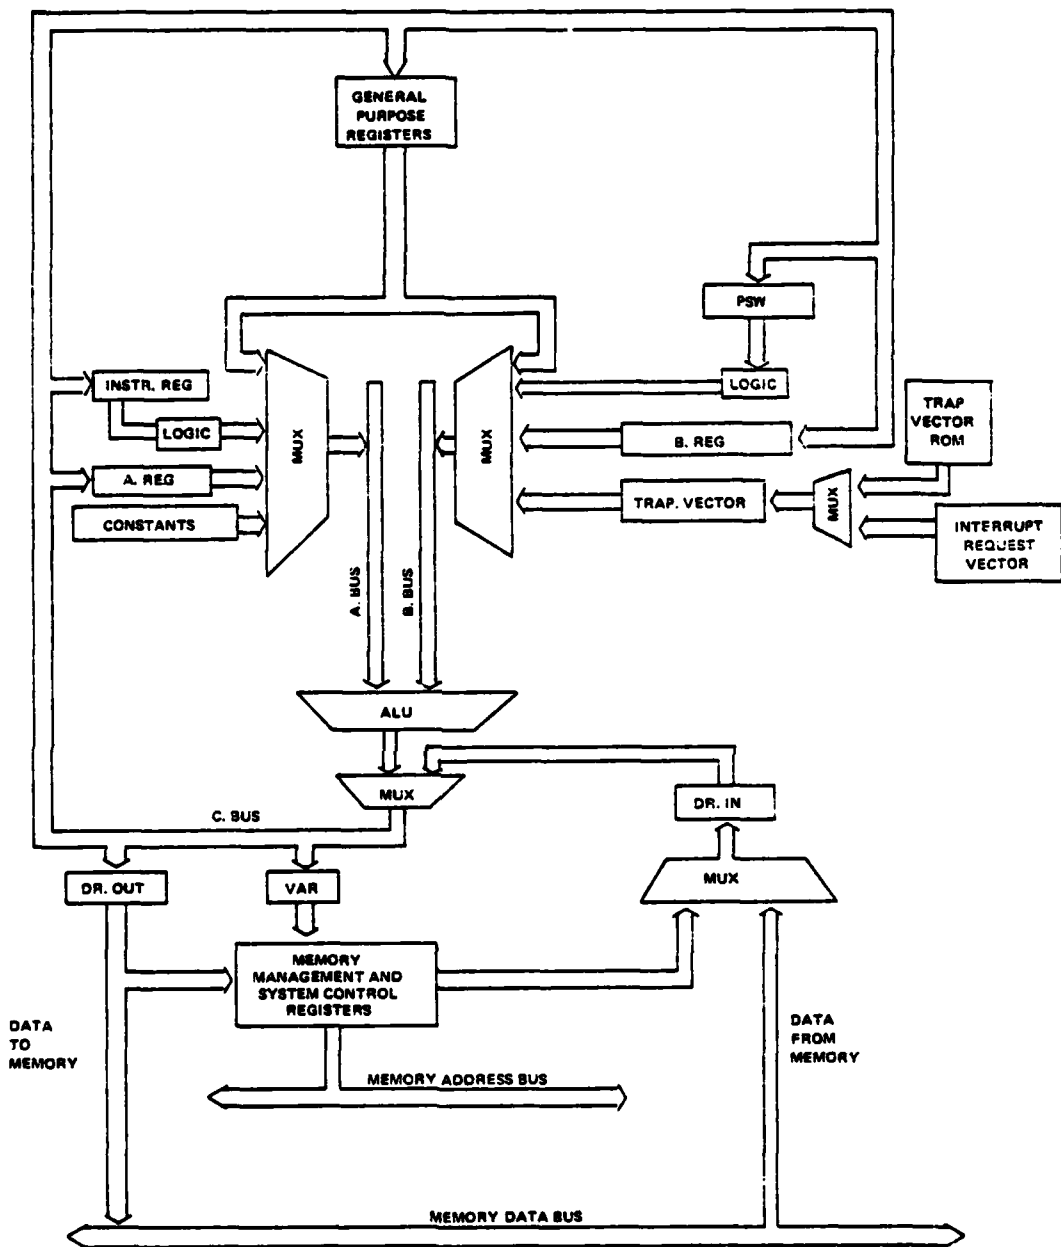 GENERAL
PURPOSE
REGISTERS
PSW
INSTR. REG
LOGIC
LOGIC
TRAP
VECTOR
ROM
MUX
MUX
B. REG
A. REG
CONSTANTS
TRAP. VECTOR
MUX
INTERRUPT
REQUEST
VECTOR
A. BUS
B. BUS
ALU
MUX
DR. IN
C. BUS
MUX
DR. OUT
VAR
MEMORY
MANAGEMENT AND
SYSTEM CONTROL
REGISTERS
DATA
TO
MEMORY
DATA
FROM
MEMORY
MEMORY ADDRESS BUS
MEMORY DATA BUS